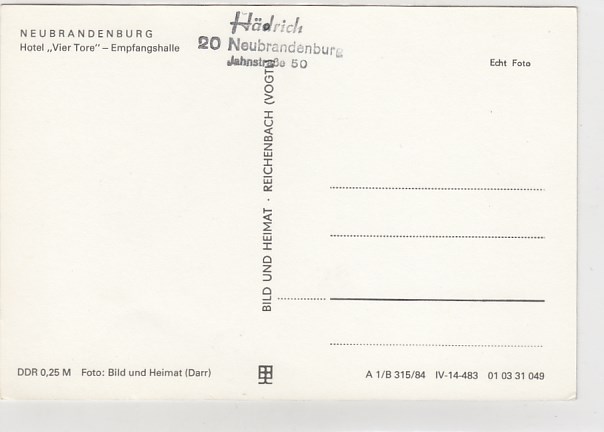 NEUBRANDENBURG
Hotel „Vier Tore" – Empfangshalle
Hädrich
20 Neubrandenburg
Jahnstraße 50
Echt Foto
BILD UND HEIMAT · REICHENBACH (VOGTL)
DDR 0,25 M Foto: Bild und Heimat (Darr)
A 1/B 315/84 IV-14-483 01 03 31 049